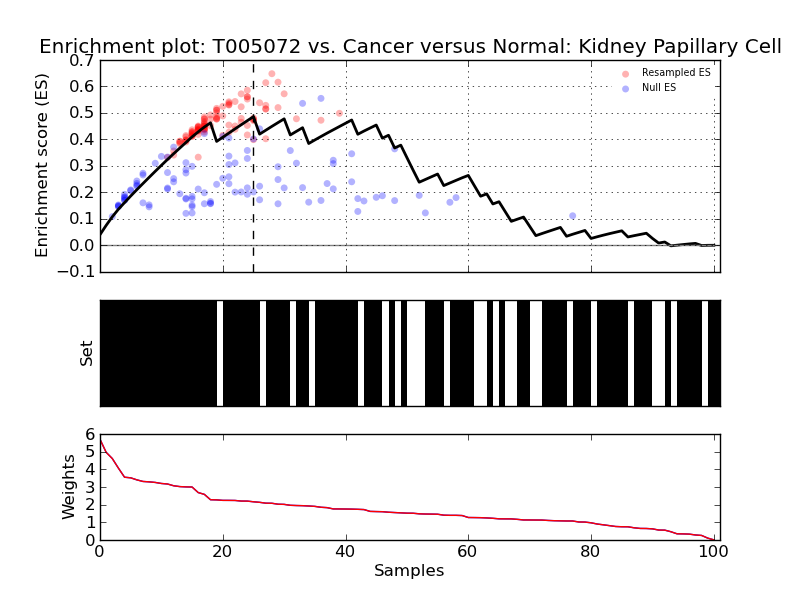 Enrichment plot: T005072 vs. Cancer versus Normal: Kidney Papillary Cell
Enrichment score (ES)
0.7
0.6
0.5
0.4
0.3
0.2
0.1
0.0
−0.1
Resampled ES
Null ES
Set
Weights
6
5
4
3
2
1
0
0 20 40 60 80 100
Samples